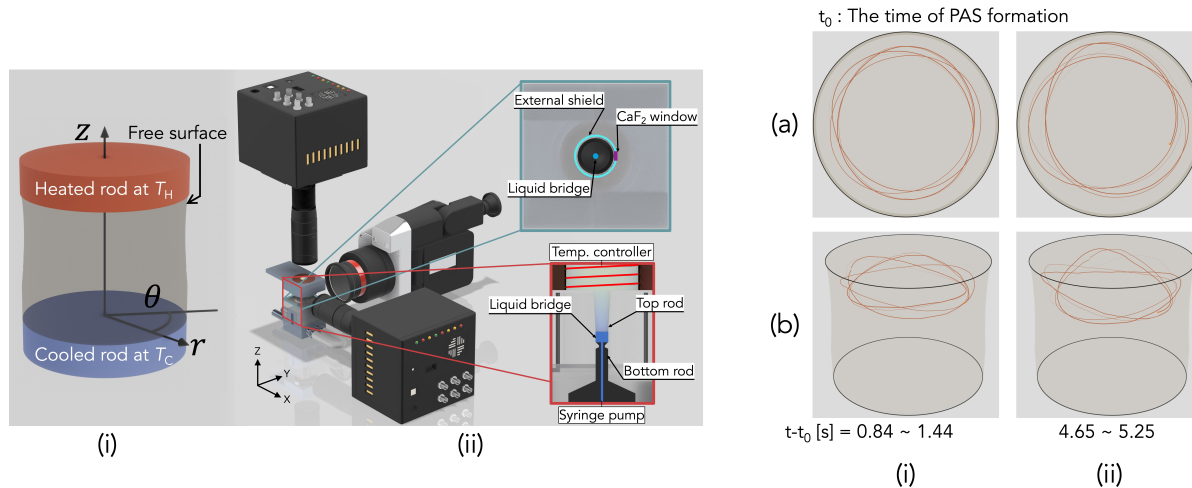 z
Free surface
Heated rod at TH
θ
r
Cooled rod at TC
(i)
External shield
CaF2 window
Liquid bridge
Temp. controller
Liquid bridge
Top rod
Bottom rod
Syringe pump
Z
Y
X
(ii)
t0 : The time of PAS formation
(a)
(b)
t-t0 [s] = 0.84 ~ 1.44
4.65 ~ 5.25
(i)
(ii)